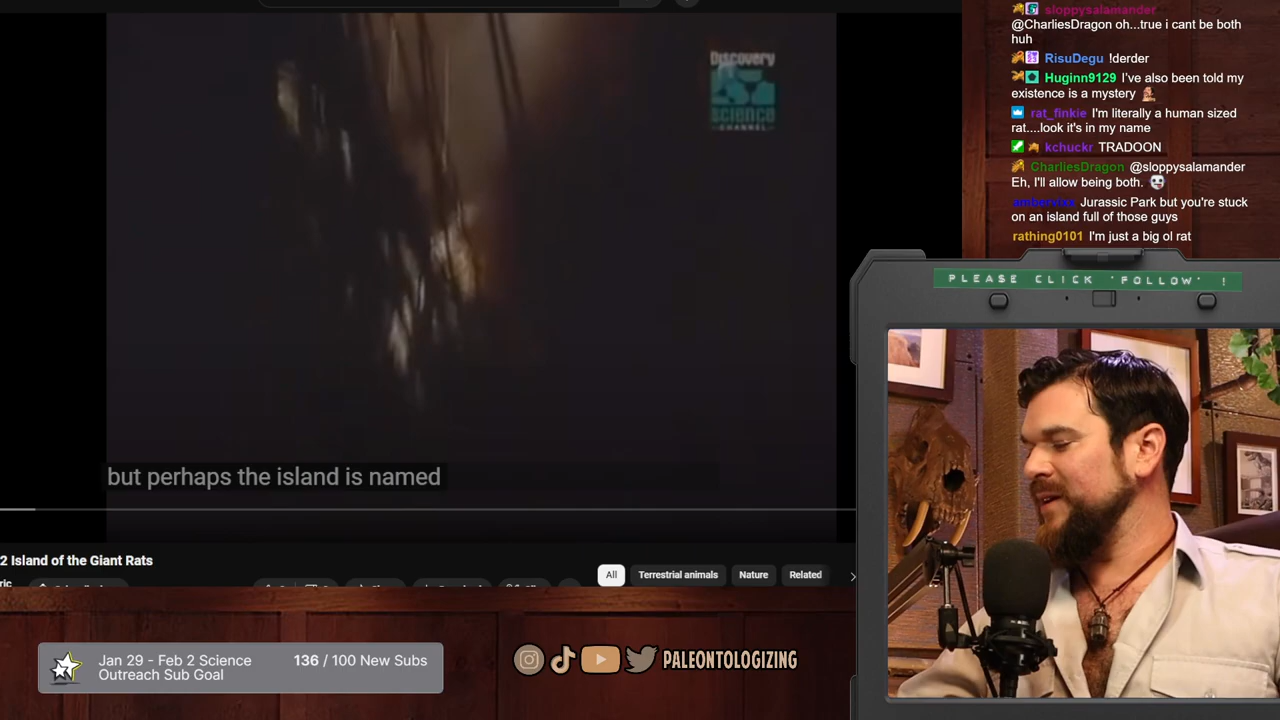 sloppysalamander
@CharliesDragon oh...true i cant be both
huh
RisuDegu !derder
Huginn9129 I've also been told my
existence is a mystery
rat_finkie I'm literally a human sized
rat....look it's in my name
kchuckr TRADOON
CharliesDragon @sloppysalamander
Eh, I'll allow being both.
Jurassic Park but you're stuck
on an island full of those guys
rathing0101 I'm just a big ol rat
Discovery
SCIENCE
CHANNEL
PLEASE CLICK 'FOLLOW' !
but perhaps the island is named
2 Island of the Giant Rats
All Terrestrial animals Nature Related
Jan 29 - Feb 2 Science
Outreach Sub Goal
136 / 100 New Subs
PALEONTOLOGIZING